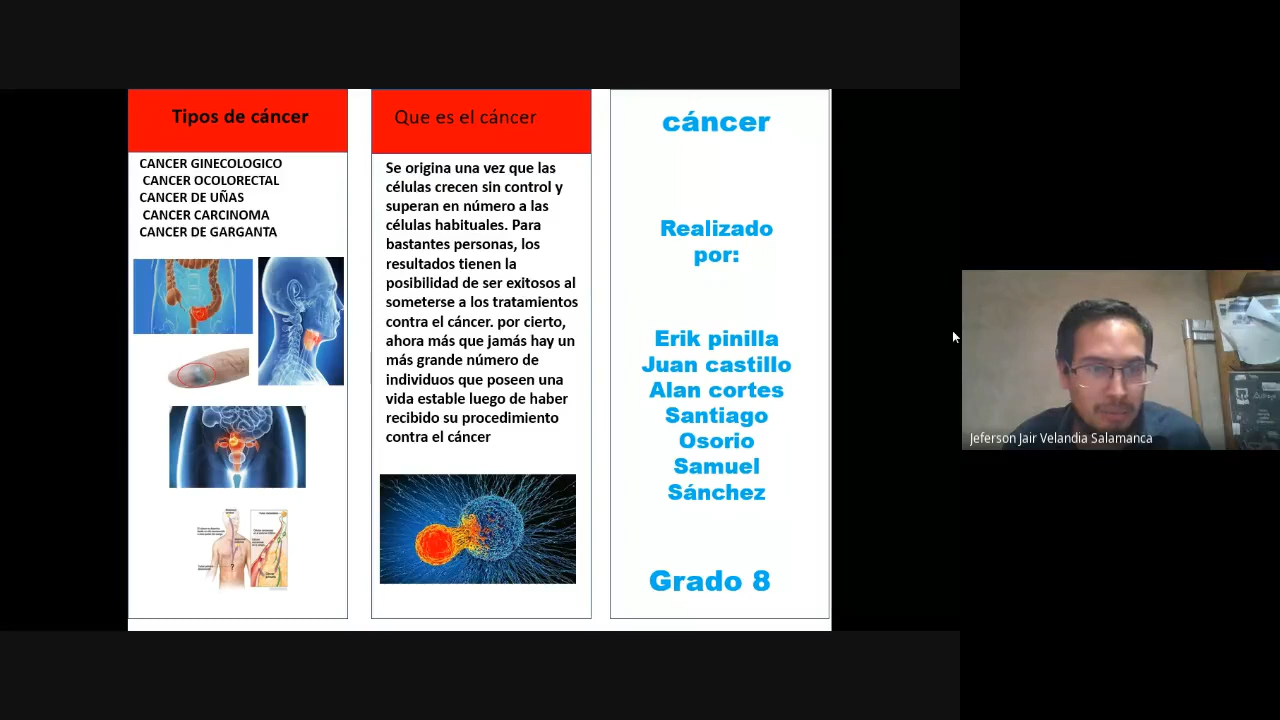 Tipos de cáncer
CANCER GINECOLOGICO
CANCER OCOLORECTAL
CANCER DE UÑAS
CANCER CARCINOMA
CANCER DE GARGANTA
Que es el cáncer
Se origina una vez que las
células crecen sin control y
superan en número a las
células habituales. Para
bastantes personas, los
resultados tienen la
posibilidad de ser exitosos al
someterse a los tratamientos
contra el cáncer. por cierto,
ahora más que jamás hay un
más grande número de
individuos que poseen una
vida estable luego de haber
recibido su procedimiento
contra el cáncer
cáncer
Realizado
por:
Erik pinilla
Juan castillo
Alan cortes
Santiago
Osorio
Samuel
Sánchez
Grado 8
Jeferson Jair Velandia Salamanca